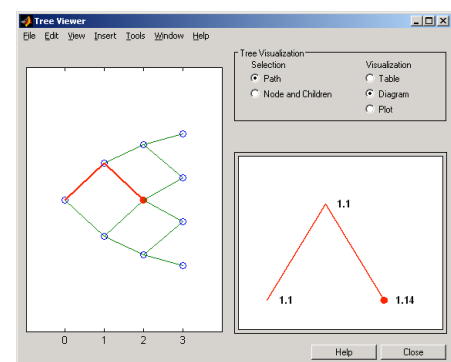 Tree Viewer
File Edit View Insert Tools Window Help
Tree Visualization
Selection
Visualization
Path
Table
Node and Children
Diagram
Plot
1.1
1.1
1.14
0 1 2 3
Help Close